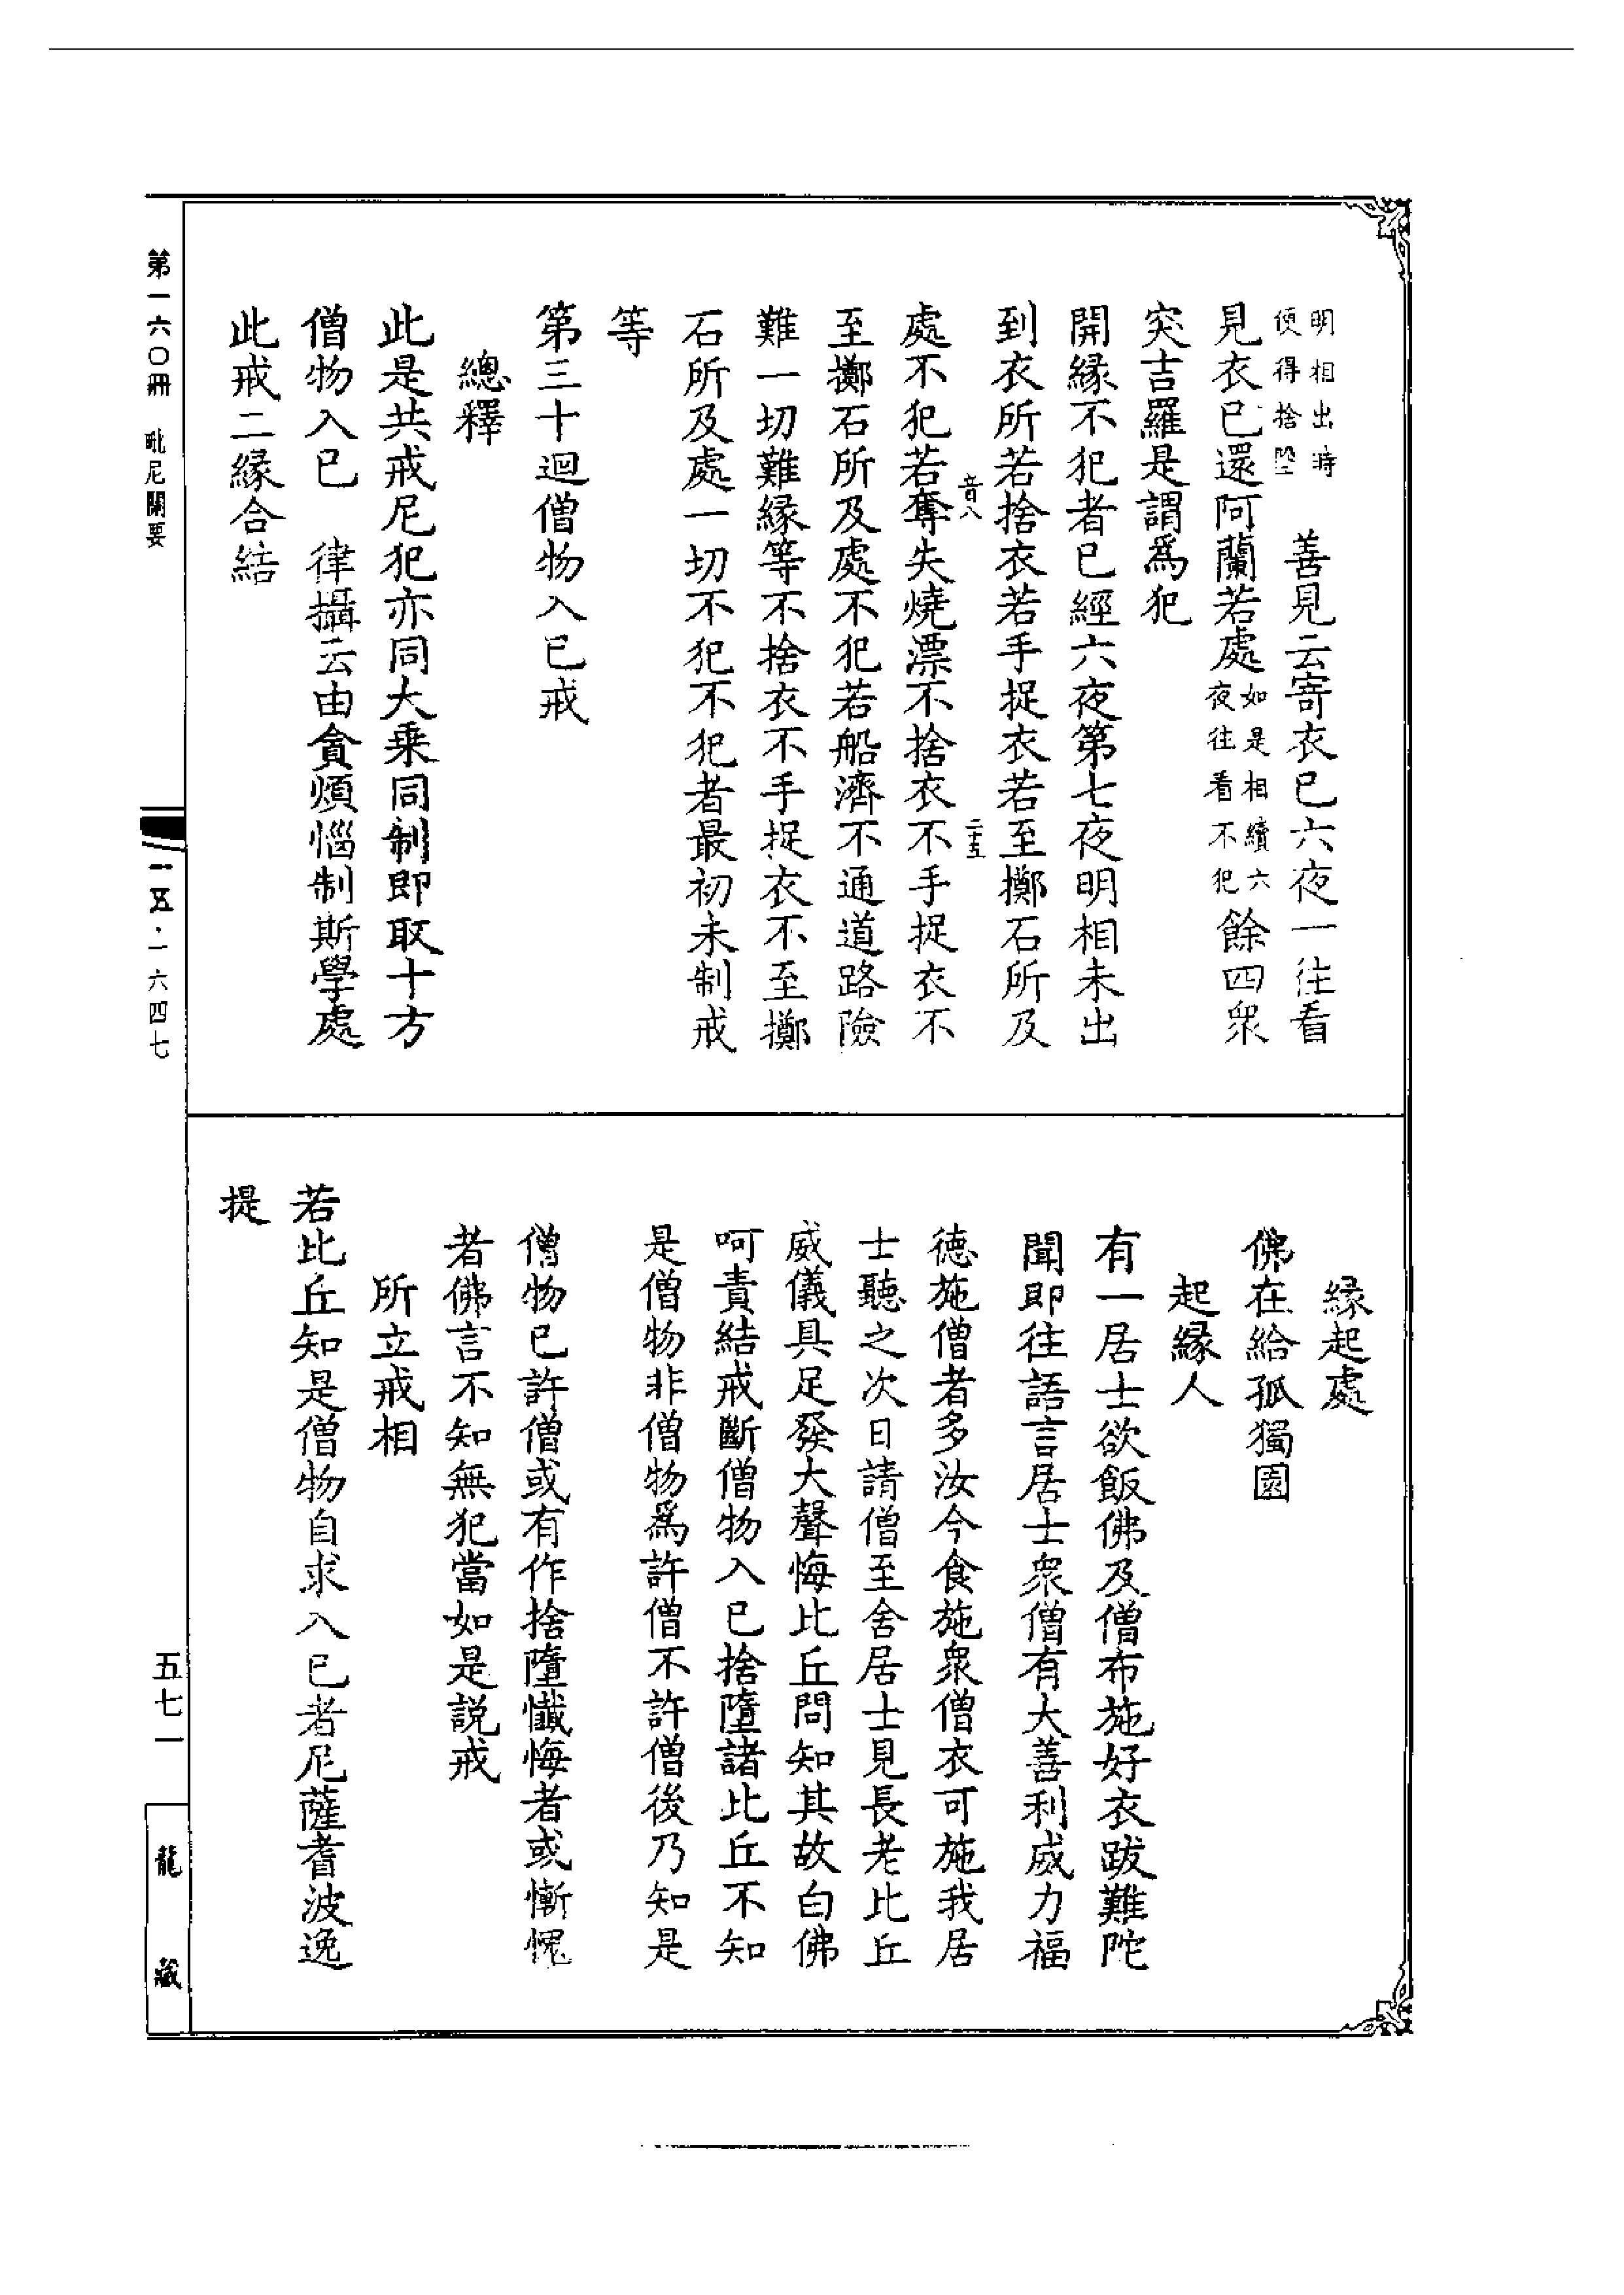 明相出時
便得捨墮　善見云寄衣已六夜一往看
見衣已還阿蘭若處如是相續六夜往看不犯餘四衆
突吉羅是謂爲犯
開緣不犯者已經六夜第七夜明相未出
到衣所若捨衣若手捉衣若至擲石所及
音八　二十五
處不犯若奪失燒漂不捨衣不手捉衣不
至擲石所及處不犯若船濟不通道路險
難一切難緣等不捨衣不手捉衣不至擲
石所及處一切不犯不犯者最初未制戒
等
第三十迴僧物入已戒
總釋
此是共戒尼犯亦同大乘同制即取十方
僧物入已　律攝云由貪煩惱制斯學處
此戒二緣合結
緣起處
佛在給孤獨園
起緣人
有一居士欲飯佛及僧布施好衣跋難陀
聞即往語言居士衆僧有大善利威力福
德施僧者多汝今食施衆僧衣可施我居
士聽之次日請僧至舍居士見長老比丘
威儀具足發大聲悔比丘問知其故白佛
呵責結戒斷僧物入已捨墮諸比丘不知
是僧物非僧物爲許僧不許僧後乃知是
僧物已許僧或有作捨墮懺悔者或慚愧
者佛言不知無犯當如是說戒
所立戒相
若比丘知是僧物自求入已者尼薩耆波逸
提
第一六〇冊　毗尼關要
一五・一六四七
五七一
龍藏